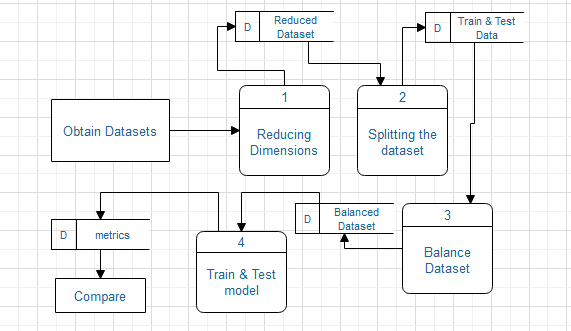 D
Reduced
Dataset
D
Train & Test
Data
Obtain Datasets
1
Reducing
Dimensions
2
Splitting the
dataset
D
metrics
4
Train & Test
model
D
Balanced
Dataset
3
Balance
Dataset
Compare